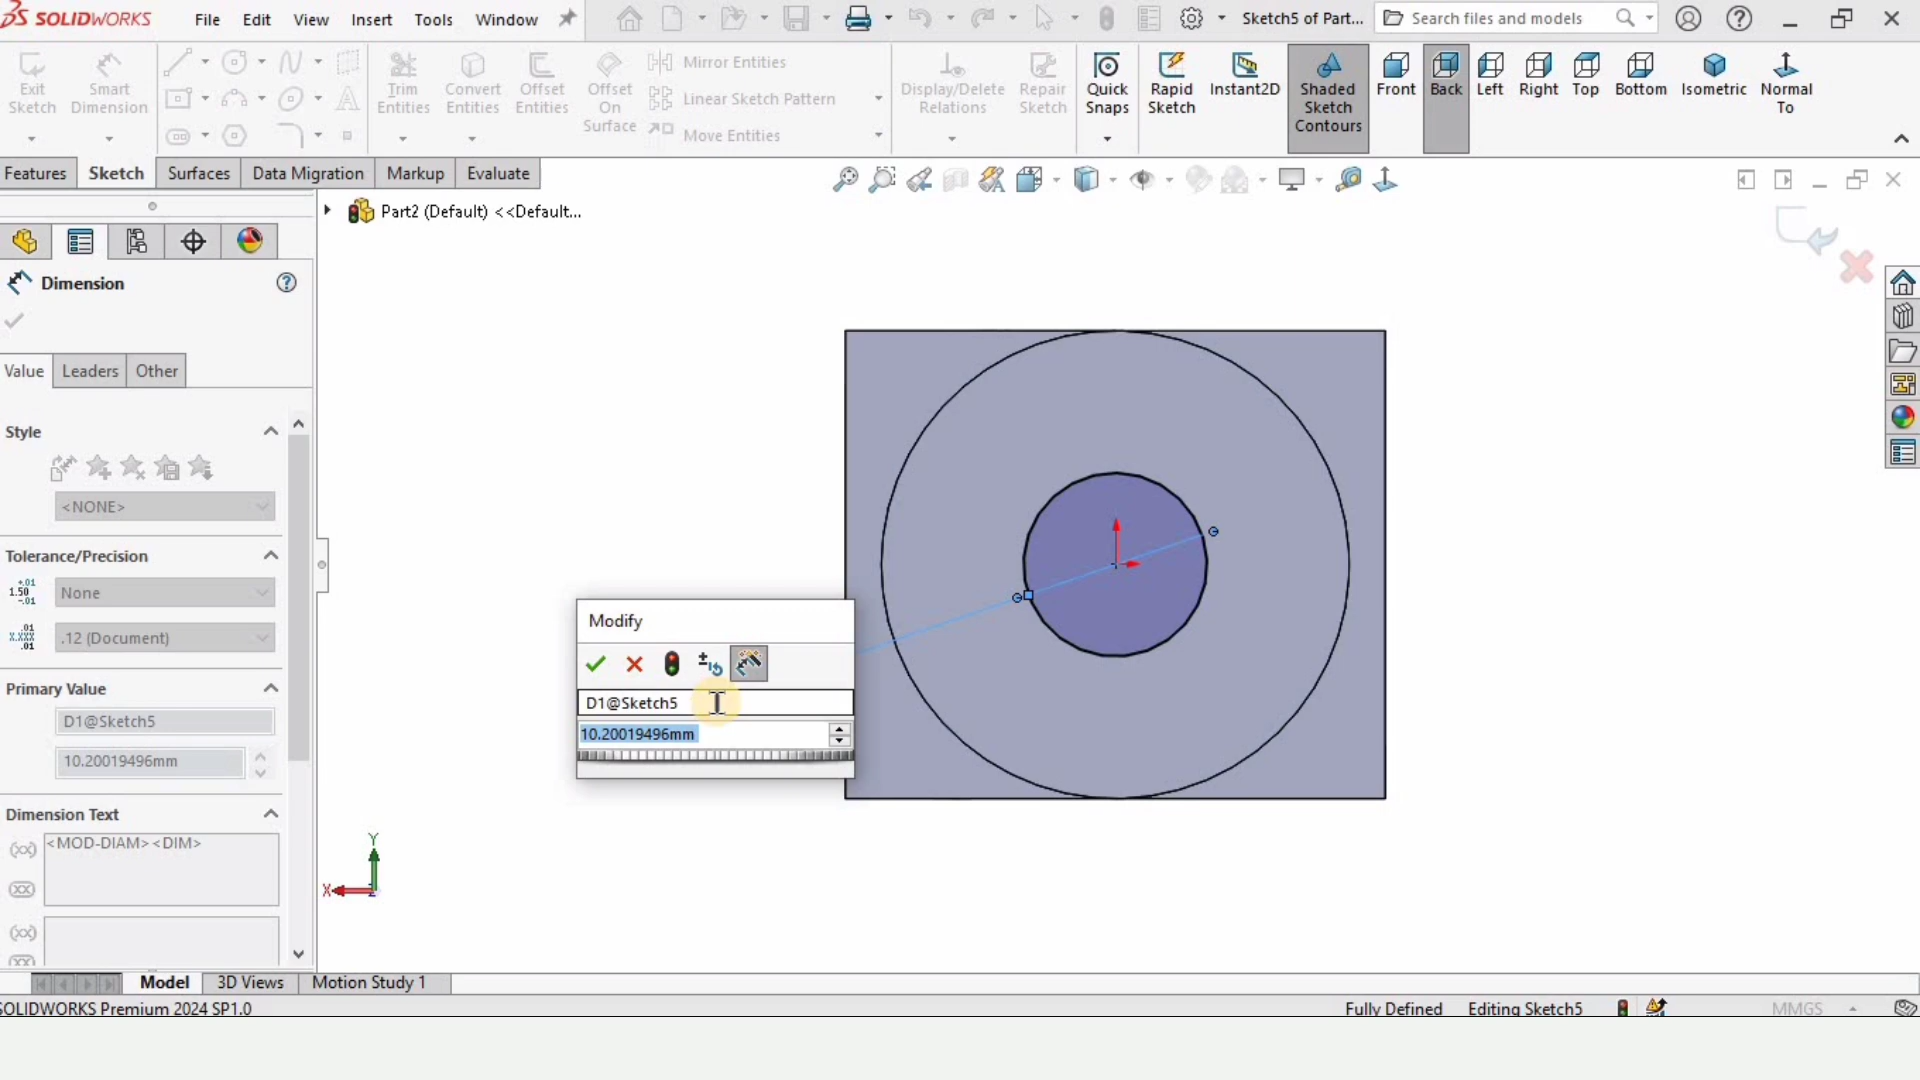 SOLIDWORKS File Edit View Insert Tools Window Sketch5 of Part... Search files and models
Exit Sketch
Smart Dimension
Trim Entities
Convert Entities
Offset Entities
Offset On Surface
Mirror Entities
Linear Sketch Pattern
Move Entities
Display/Delete Relations
Repair Sketch
Quick Snaps
Rapid Sketch
Instant2D
Shaded Sketch Contours
Front
Back
Left
Right
Top
Bottom
Isometric
Normal To
Features Sketch Surfaces Data Migration Markup Evaluate
Part2 (Default) <<Default...
Dimension
Value Leaders Other
Style
<NONE>
Tolerance/Precision
None
.12 (Document)
Primary Value
D1@Sketch5
10.20019496mm
Dimension Text
<MOD-DIAM><DIM>
Modify
D1@Sketch5
10.20019496mm
Y
X
Z
Model 3D Views Motion Study 1
SOLIDWORKS Premium 2024 SP1.0 Fully Defined Editing Sketch5 MMGS